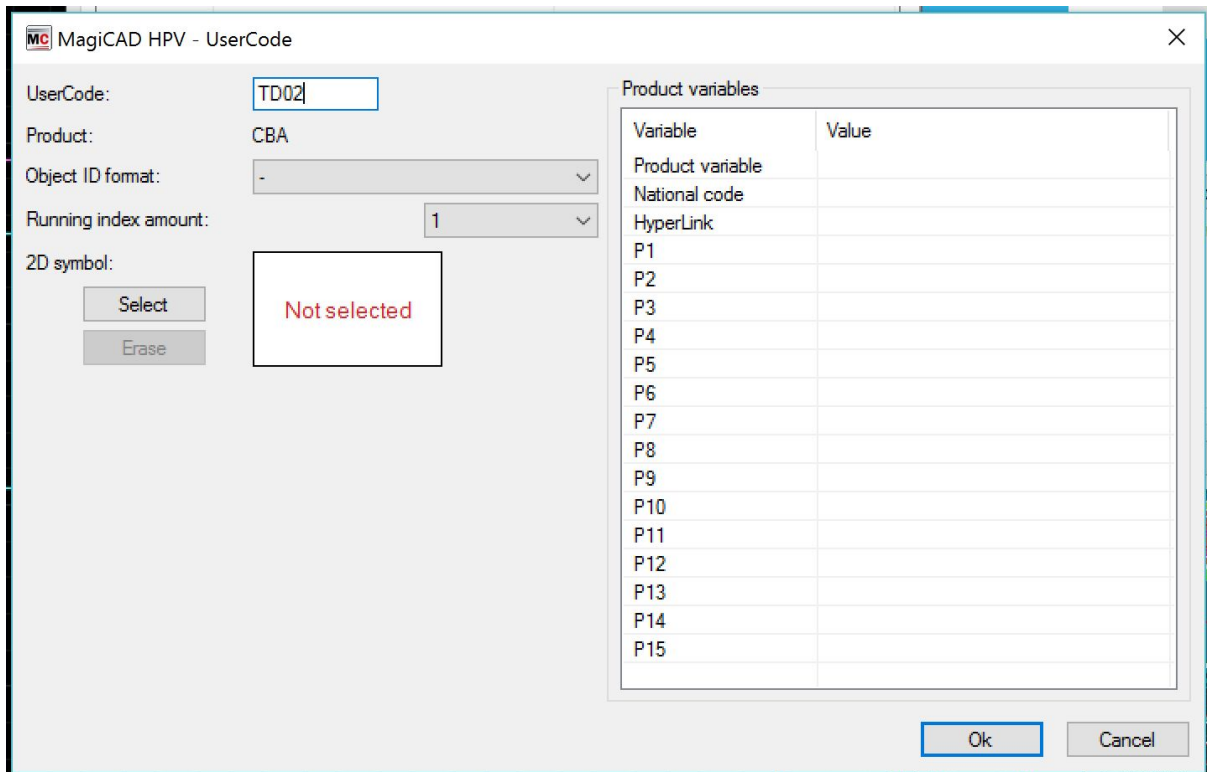 MC MagiCAD HPV - UserCode
UserCode: TD02
Product: CBA
Object ID format: -
Running index amount: 1
2D symbol:
Select
Erase
Not selected
Product variables
Variable Value
Product variable
National code
HyperLink
P1
P2
P3
P4
P5
P6
P7
P8
P9
P10
P11
P12
P13
P14
P15
Ok Cancel